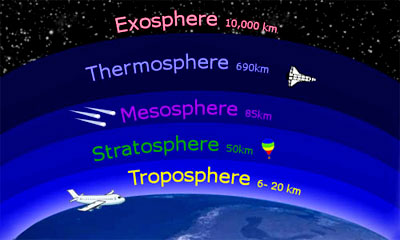 Exosphere 10,000 km
Thermosphere 690km
Mesosphere 85km
Stratosphere 50km
Troposphere 6- 20 km